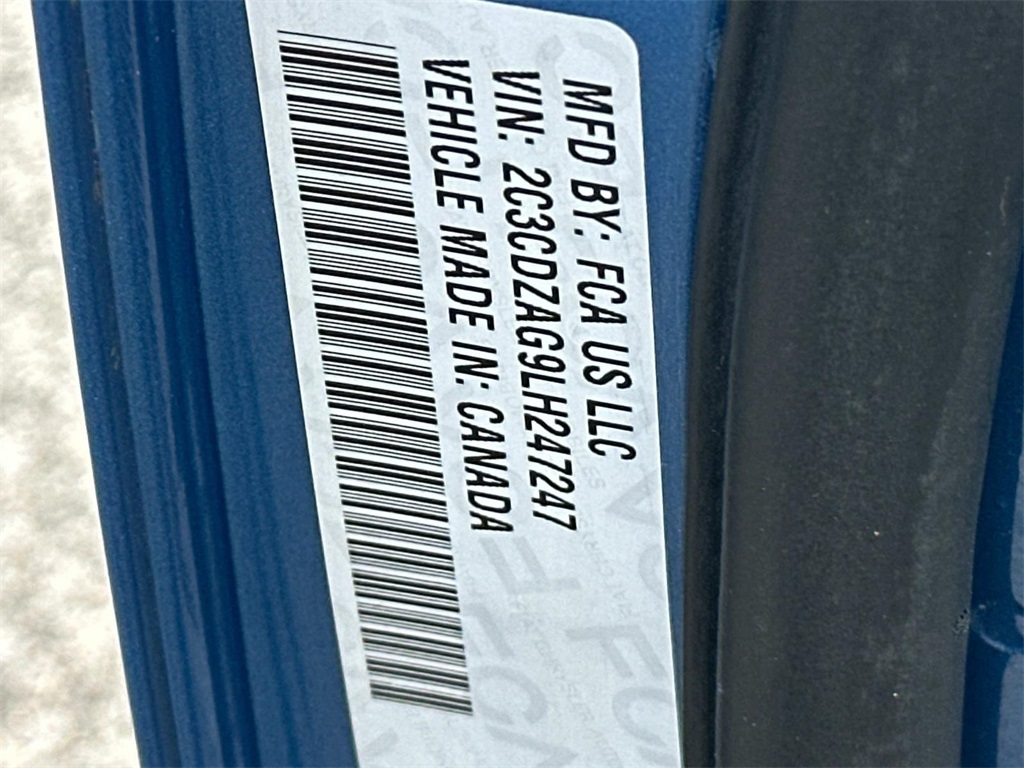 MFD BY: FCA US LLC
VIN: 2C3CDZAG9LH247247
VEHICLE MADE IN: CANADA